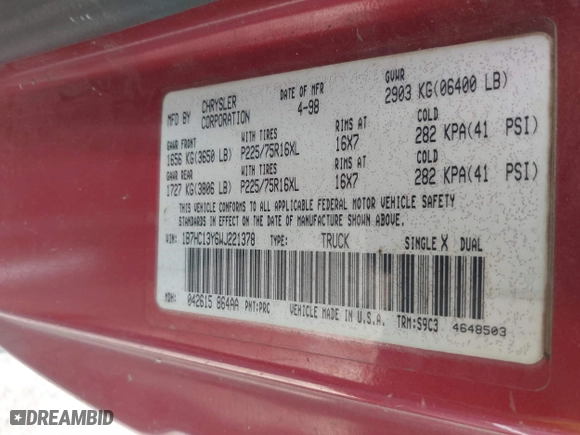 MFD BY CHRYSLER CORPORATION DATE OF MFR 4-98 GVWR 2903 KG(06400 LB)
GWR FRONT WITH TIRES RIMS AT COLD
1656 KG(3650 LB) P225/75R16XL 16X7 282 KPA(41 PSI)
GWR REAR WITH TIRES RIMS AT COLD
1727 KG(3806 LB) P225/75R16XL 16X7 282 KPA(41 PSI)
THIS VEHICLE CONFORMS TO ALL APPLICABLE FEDERAL MOTOR VEHICLE SAFETY
STANDARDS IN EFFECT ON THE DATE OF MANUFACTURE SHOWN ABOVE.
VIN: 1B7HC13Y6WJ221378 TYPE: TRUCK SINGLE X DUAL
MDH: 042615 864AA PNT:PRC VEHICLE MADE IN U.S.A. TRM:S9C3 4648503
DREAMBID